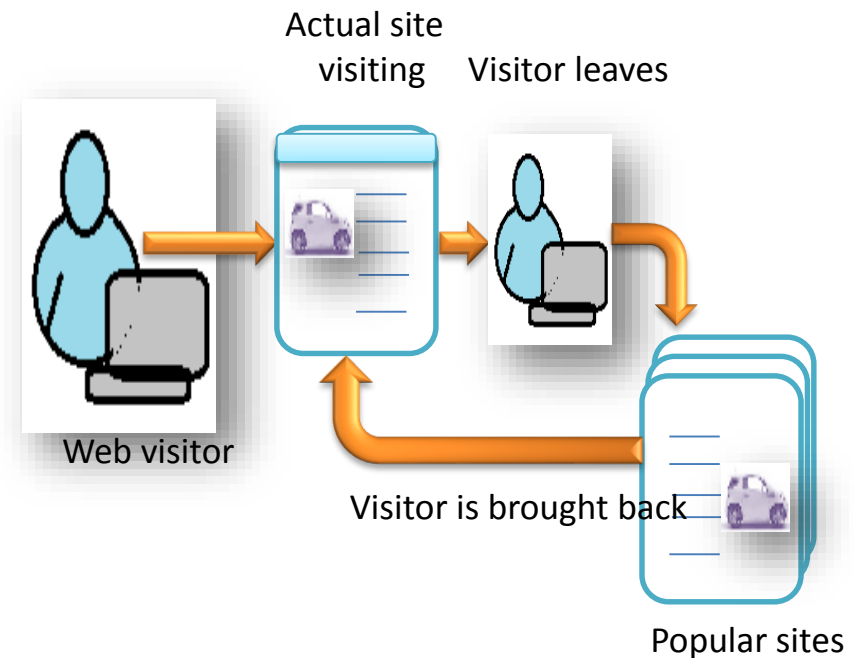 Actual site
visiting
Visitor leaves
Web visitor
Visitor is brought back
Popular sites